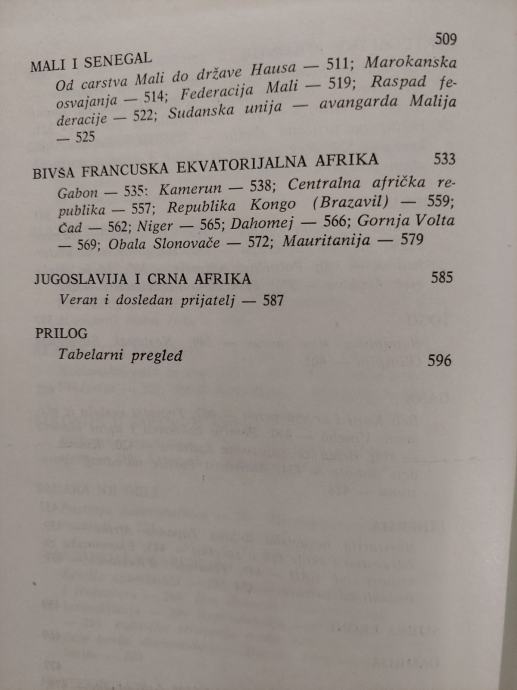 509
MALI I SENEGAL
Od carstva Mali do države Hausa — 511; Marokanska
osvajanja — 514; Federacija Mali — 519; Raspad fe-
deracije — 522; Sudanska unija — avangarda Malija
— 525
BIVŠA FRANCUSKA EKVATORIJALNA AFRIKA 533
Gabon — 535: Kamerun — 538; Centralna afrička re-
publika — 557; Republika Kongo (Brazavil) — 559;
Čad — 562; Niger — 565; Dahomej — 566; Gornja Volta
— 569; Obala Slonovače — 572; Mauritanija — 579
JUGOSLAVIJA I CRNA AFRIKA 585
Veran i dosledan prijatelj — 587
PRILOG
Tabelarni pregled 596